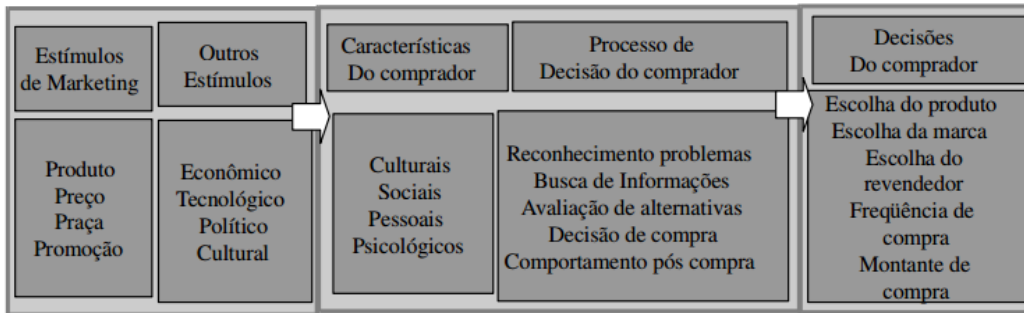 Estímulos
de Marketing
Outros
Estímulos
Características
Do comprador
Processo de
Decisão do comprador
Decisões
Do comprador
Produto
Preço
Praça
Promoção
Econômico
Tecnológico
Político
Cultural
Culturais
Sociais
Pessoais
Psicológicos
Reconhecimento problemas
Busca de Informações
Avaliação de alternativas
Decisão de compra
Comportamento pós compra
Escolha do produto
Escolha da marca
Escolha do
revendedor
Freqüência de
compra
Montante de
compra